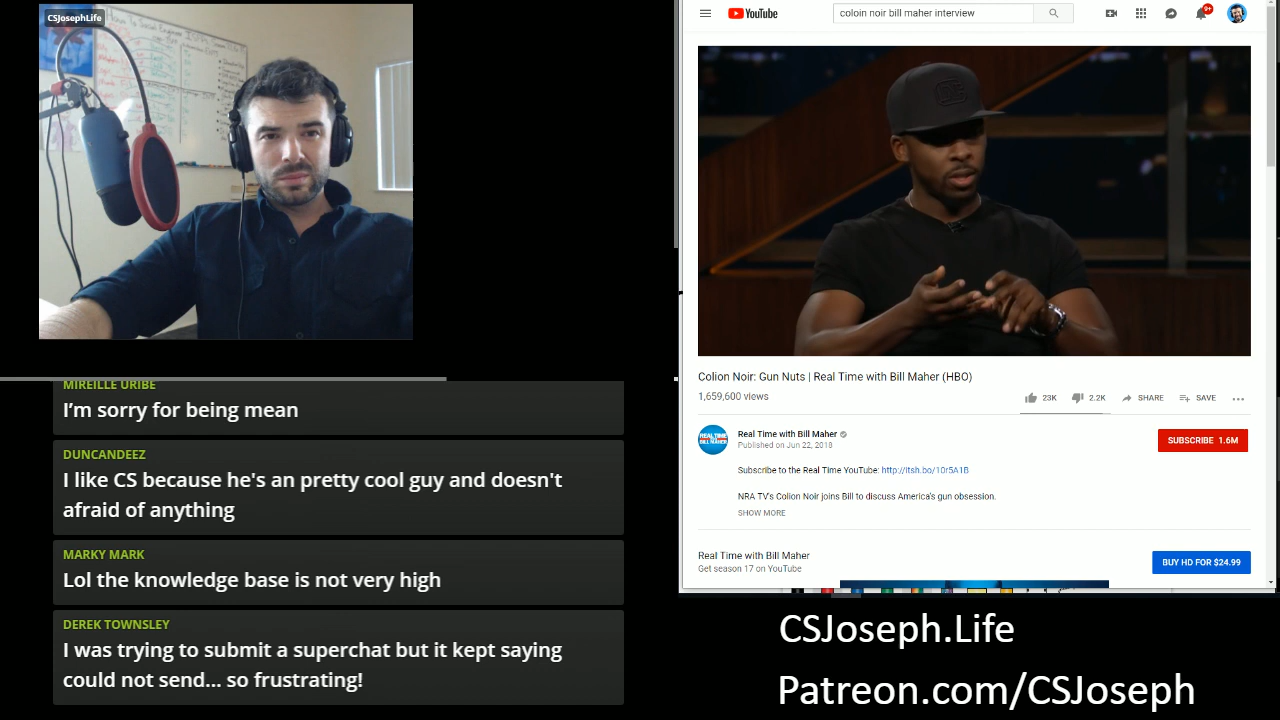 CSJosephLife
MIREILLE URIBE
I'm sorry for being mean
DUNCANDEEZ
I like CS because he's an pretty cool guy and doesn't
afraid of anything
MARKY MARK
Lol the knowledge base is not very high
DEREK TOWNSLEY
I was trying to submit a superchat but it kept saying
could not send... so frustrating!
YouTube
coloin noir bill maher interview
9+
Colion Noir: Gun Nuts | Real Time with Bill Maher (HBO)
1,659,600 views
23K 2.2K SHARE SAVE
Real Time with Bill Maher
Published on Jun 22, 2018
SUBSCRIBE 1.6M
Subscribe to the Real Time YouTube: http://itsh.bo/10r5A1B
NRA TV's Colion Noir joins Bill to discuss America's gun obsession.
SHOW MORE
Real Time with Bill Maher
Get season 17 on YouTube
BUY HD FOR $24.99
CSJoseph.Life
Patreon.com/CSJoseph